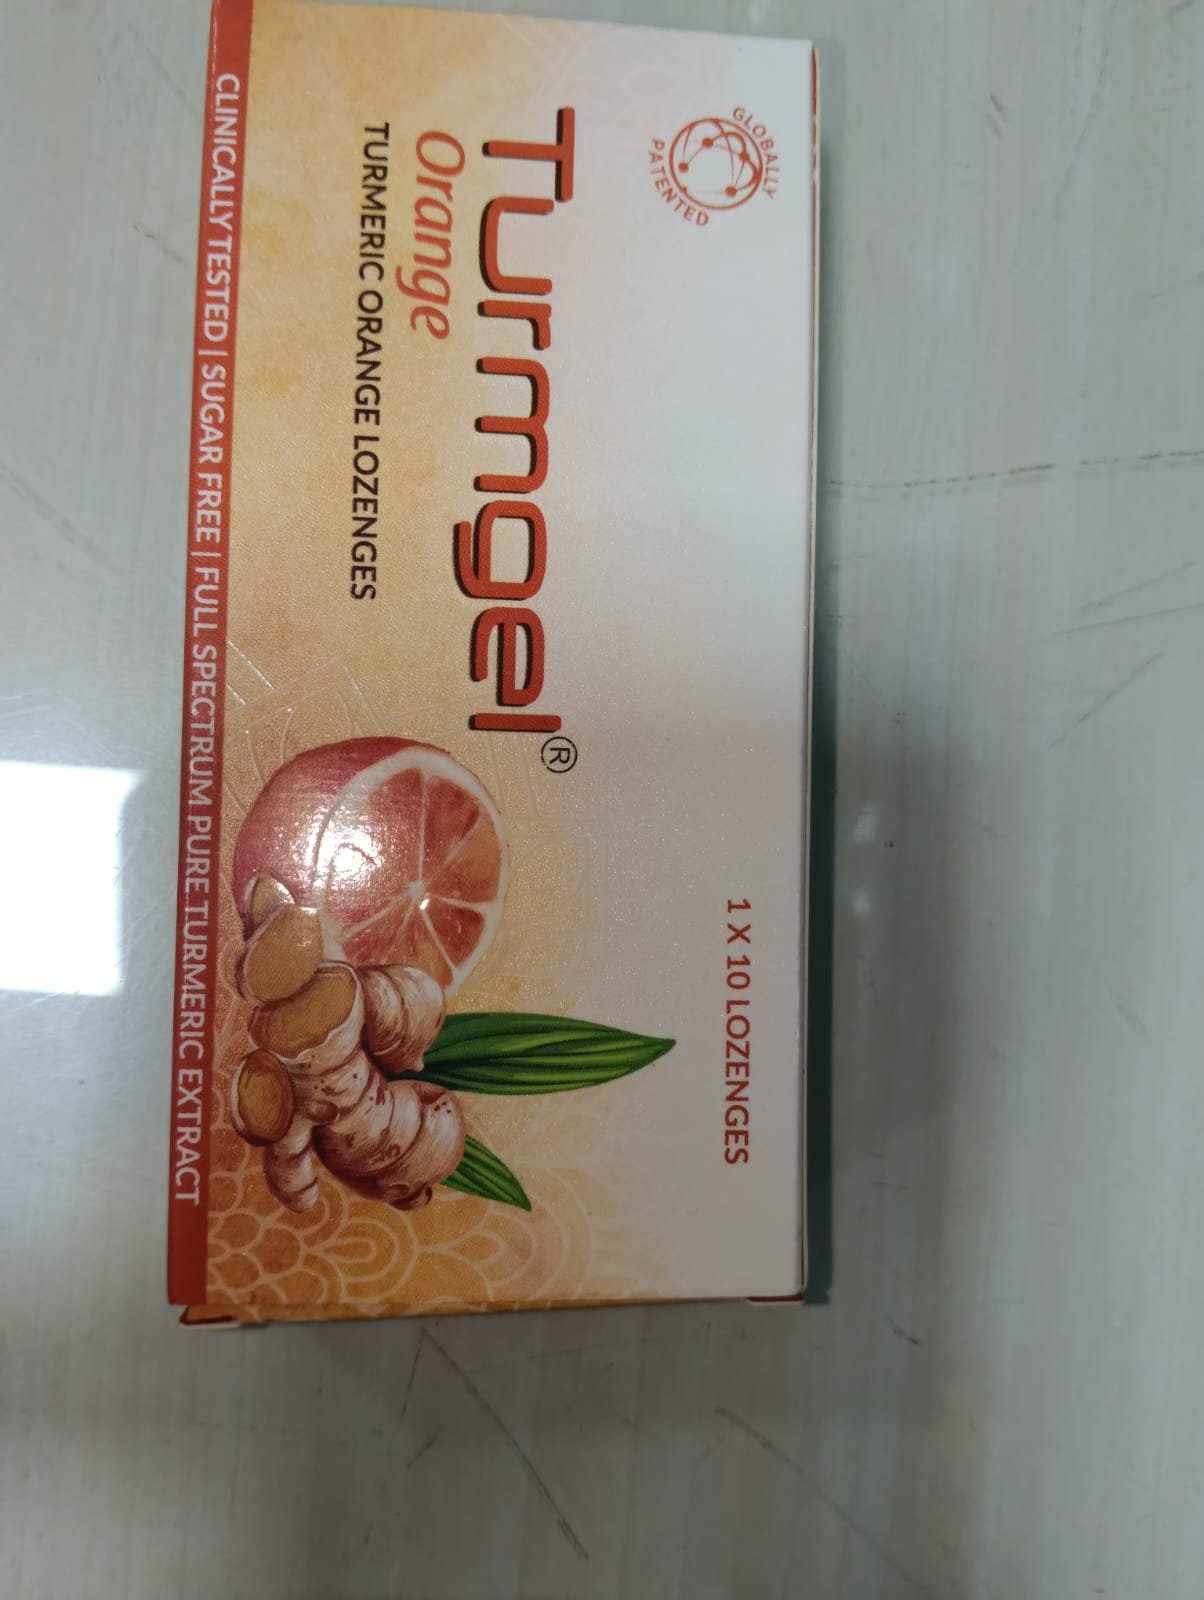 GLOBALLY
PATENTED
1 X 10 LOZENGES
Turmgel®
Orange
TURMERIC ORANGE LOZENGES
CLINICALLY TESTED | SUGAR FREE | FULL SPECTRUM PURE TURMERIC EXTRACT